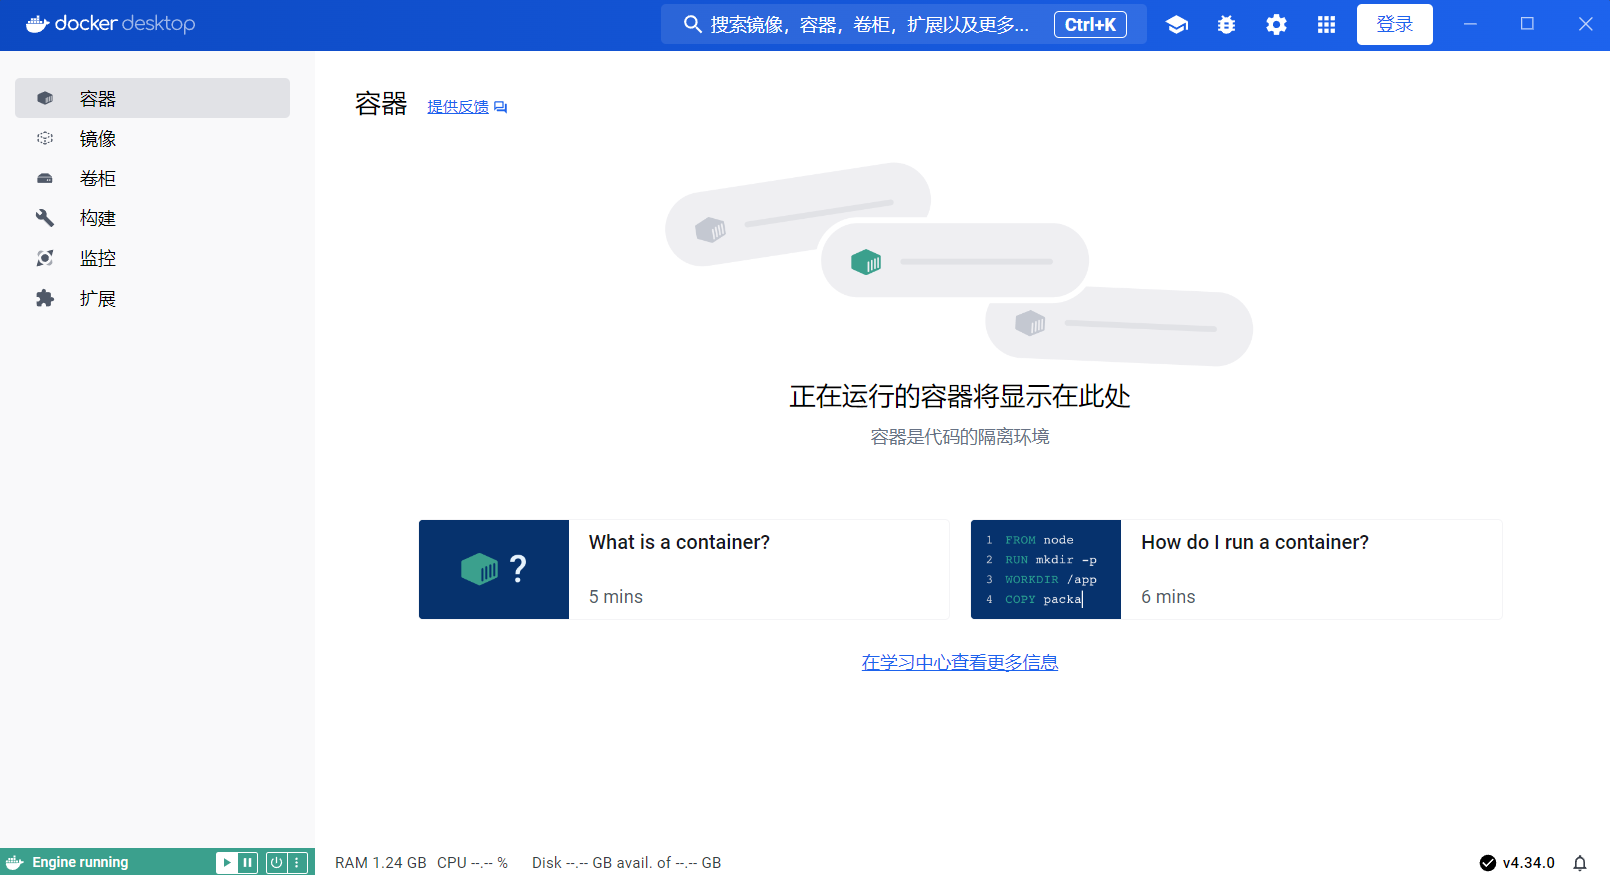 docker desktop
搜索镜像，容器，卷柜，扩展以及更多... Ctrl+K
登录
容器
镜像
卷柜
构建
监控
扩展
容器 提供反馈
正在运行的容器将显示在此处
容器是代码的隔离环境
?
What is a container?
5 mins
1 FROM node
2 RUN mkdir -p
3 WORKDIR /app
4 COPY packa
How do I run a container?
6 mins
在学习中心查看更多信息
Engine running
RAM 1.24 GB CPU --.-- % Disk --.-- GB avail. of --.-- GB
v4.34.0